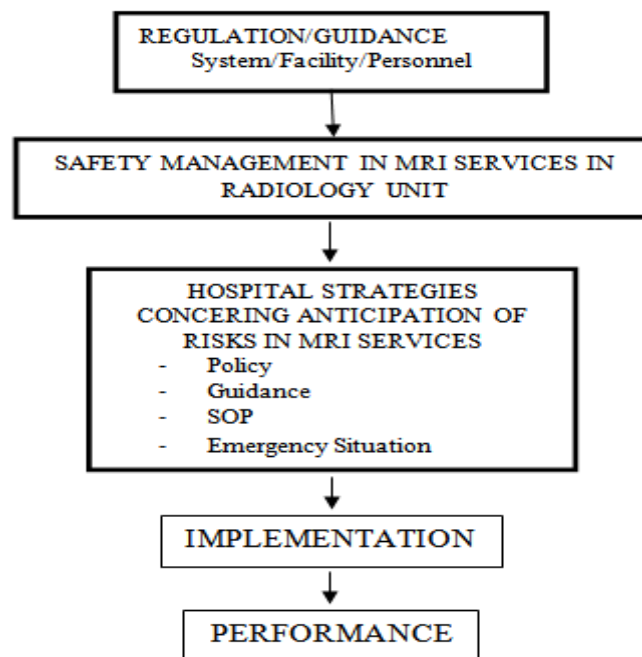 REGULATION/GUIDANCE
System/Facility/Personnel
SAFETY MANAGEMENT IN MRI SERVICES IN
RADIOLOGY UNIT
HOSPITAL STRATEGIES
CONCERING ANTICIPATION OF
RISKS IN MRI SERVICES
- Policy
- Guidance
- SOP
- Emergency Situation
IMPLEMENTATION
PERFORMANCE